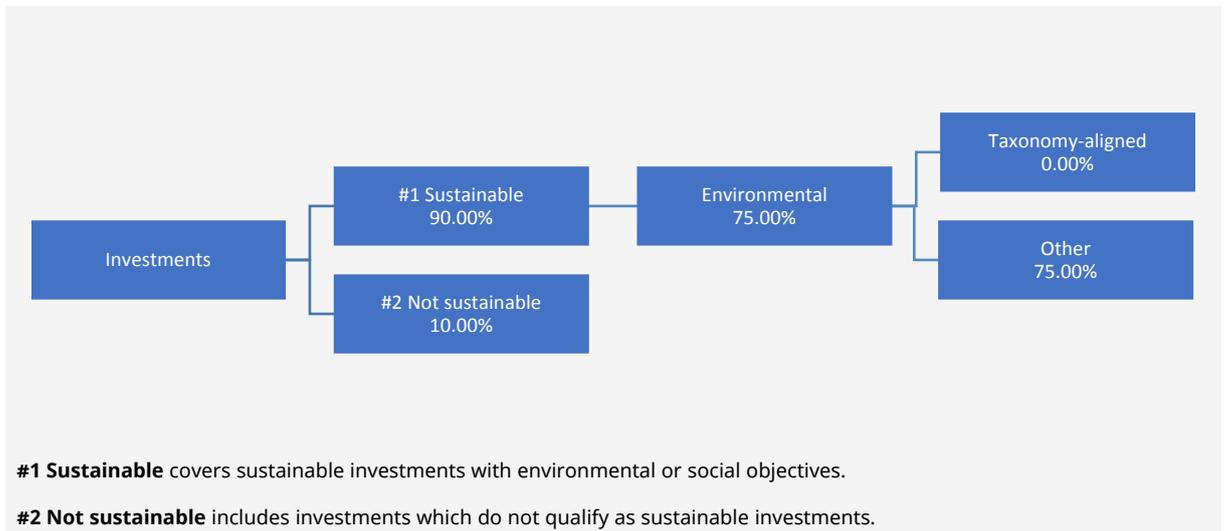 Taxonomy-aligned
0.00%
#1 Sustainable
90.00%
Environmental
75.00%
Investments
Other
75.00%
#2 Not sustainable
10.00%
#1 Sustainable covers sustainable investments with environmental or social objectives.
#2 Not sustainable includes investments which do not qualify as sustainable investments.